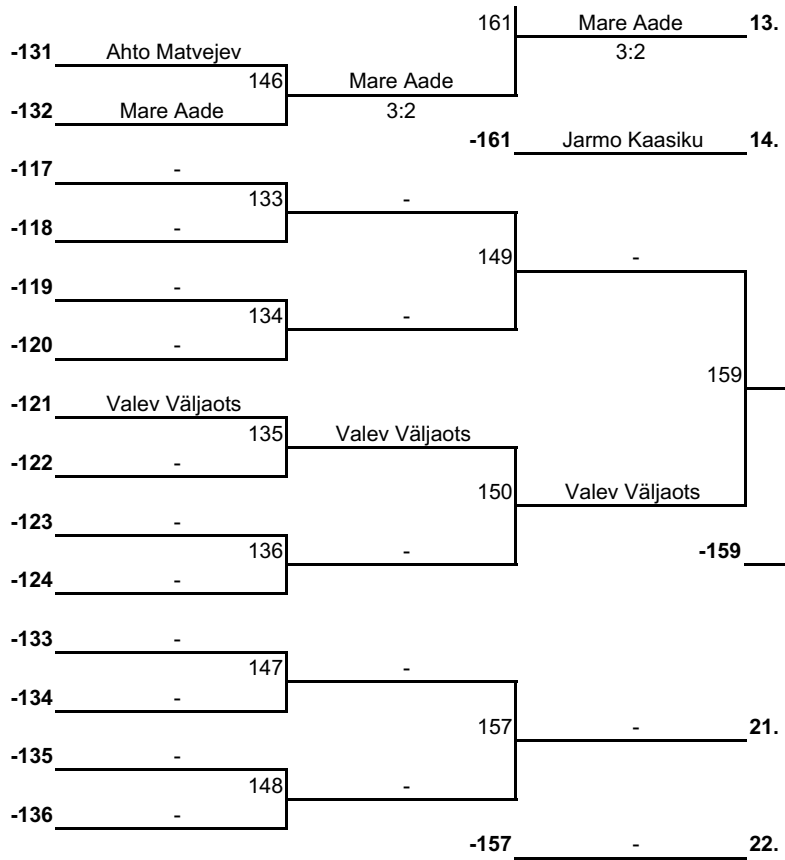 161 Mare Aade 13.
-131 Ahto Matvejev 3:2
146 Mare Aade
-132 Mare Aade 3:2
-161 Jarmo Kaasiku 14.
-117 -
133 -
-118 -
149 -
-119 -
134 -
-120 -
159
-121 Valev Väljaots
135 Valev Väljaots
-122 -
150 Valev Väljaots
-123 -
136 - -159
-124 -
-133 -
147 -
-134 -
157 - 21.
-135 -
148 -
-136 -
-157 - 22.